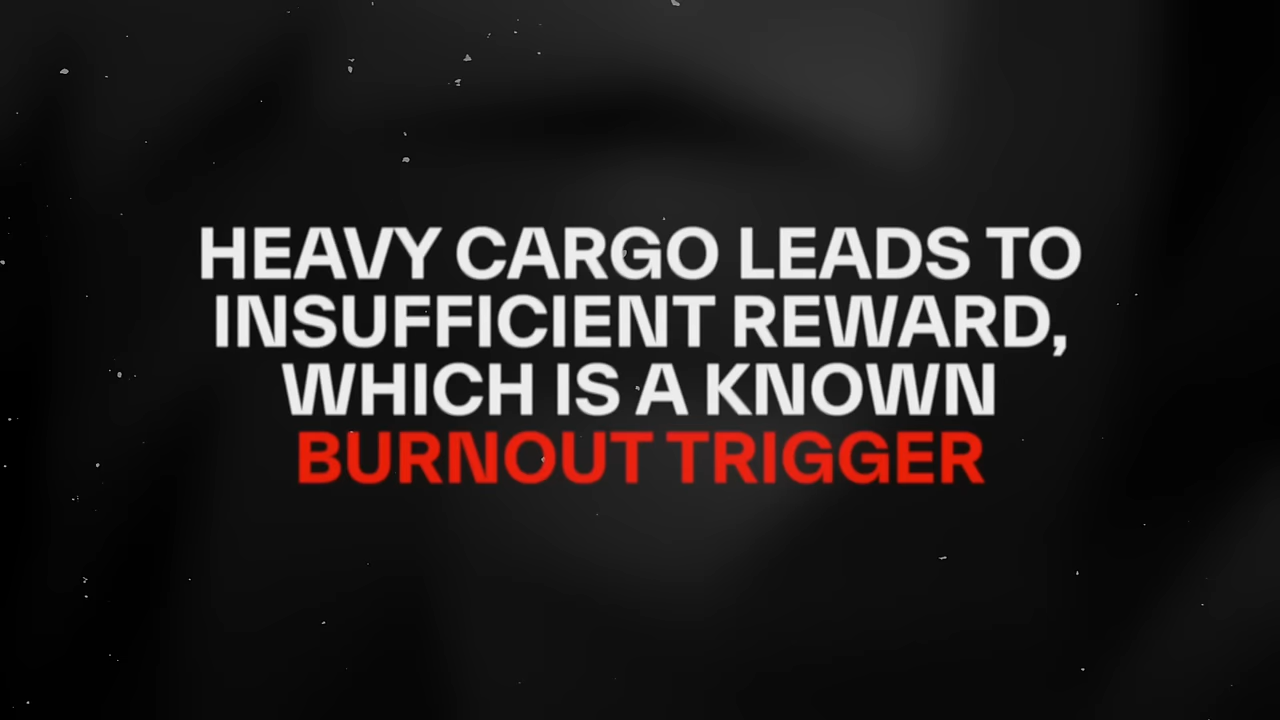 HEAVY CARGO LEADS TO
INSUFFICIENT REWARD,
WHICH IS A KNOWN
BURNOUT TRIGGER